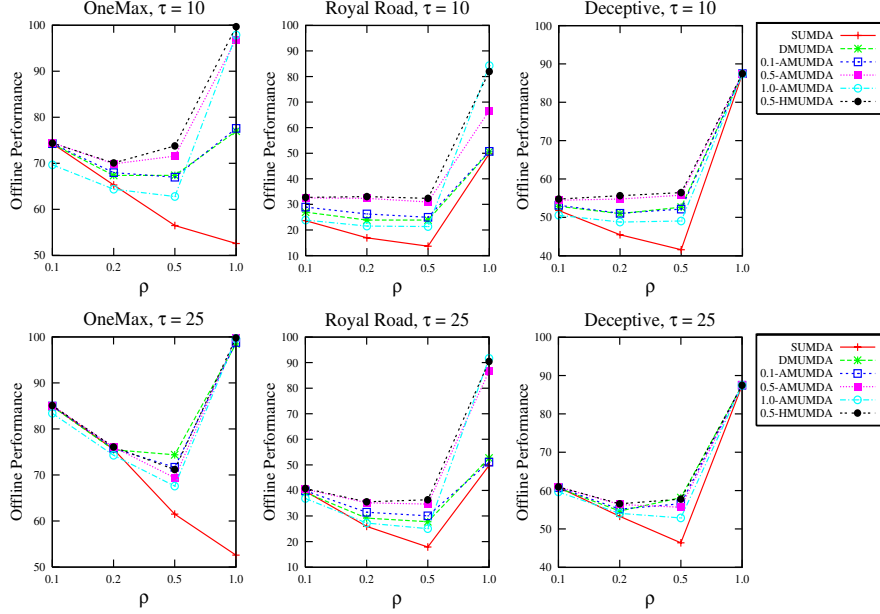 OneMax, τ = 10
Offline Performance
100
90
80
70
60
50
0.1 0.2 0.5 1.0
ρ
Royal Road, τ = 10
Offline Performance
100
90
80
70
60
50
40
30
20
10
0.1 0.2 0.5 1.0
ρ
Deceptive, τ = 10
Offline Performance
100
90
80
70
60
50
40
0.1 0.2 0.5 1.0
ρ
SUMDA
DMUMDA
0.1-AMUMDA
0.5-AMUMDA
1.0-AMUMDA
0.5-HMUMDA
OneMax, τ = 25
Offline Performance
100
90
80
70
60
50
0.1 0.2 0.5 1.0
ρ
Royal Road, τ = 25
Offline Performance
100
90
80
70
60
50
40
30
20
10
0.1 0.2 0.5 1.0
ρ
Deceptive, τ = 25
Offline Performance
100
90
80
70
60
50
40
0.1 0.2 0.5 1.0
ρ
SUMDA
DMUMDA
0.1-AMUMDA
0.5-AMUMDA
1.0-AMUMDA
0.5-HMUMDA